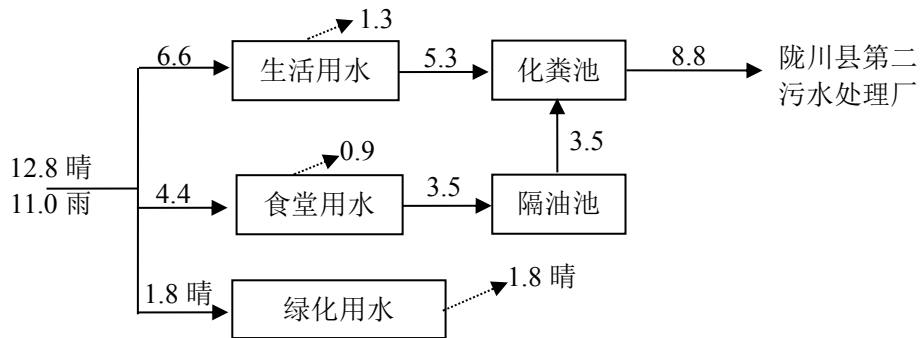 1.3
6.6
生活用水
5.3
化粪池
8.8
陇川县第二
污水处理厂
12.8 晴
11.0 雨
0.9
3.5
4.4
食堂用水
3.5
隔油池
1.8 晴
1.8 晴
绿化用水